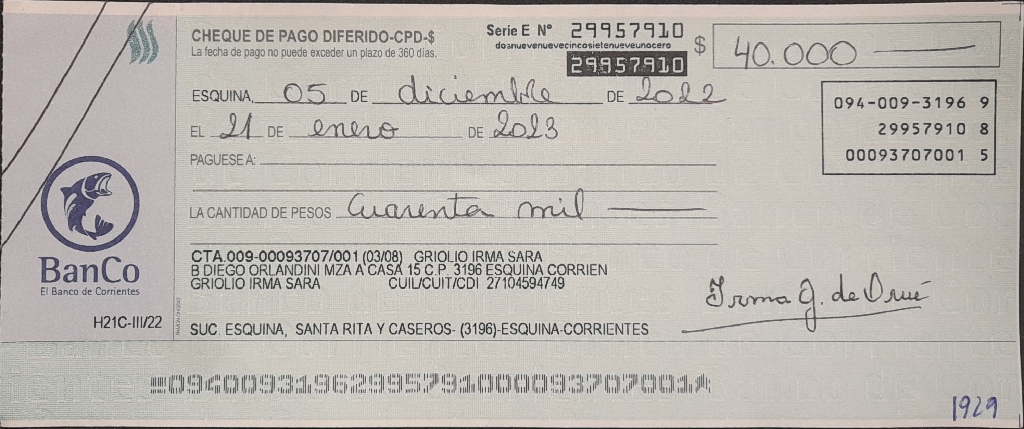 CHEQUE DE PAGO DIFERIDO-CPD-$
La fecha de pago no puede exceder un plazo de 360 días.
Serie E Nº 29957910
dosnuevenuevecincosietenueveunocero
29957910
$ 40.000
ESQUINA, 05 DE diciembre DE 2022
EL 21 DE enero DE 2023
094-009-3196 9
29957910 8
00093707001 5
PAGUESE A:
LA CANTIDAD DE PESOS Cuarenta mil
BanCo
El Banco de Corrientes
H21C-III/22
CTA.009-00093707/001 (03/08) GRIOLIO IRMA SARA
B DIEGO ORLANDINI MZA A CASA 15 C.P. 3196 ESQUINA CORRIEN
GRIOLIO IRMA SARA CUIL/CUIT/CDI 27104594749
Irma G. de Orué
SUC. ESQUINA, SANTA RITA Y CASEROS- (3196)-ESQUINA-CORRIENTES
094009319629957910000093707001
1929